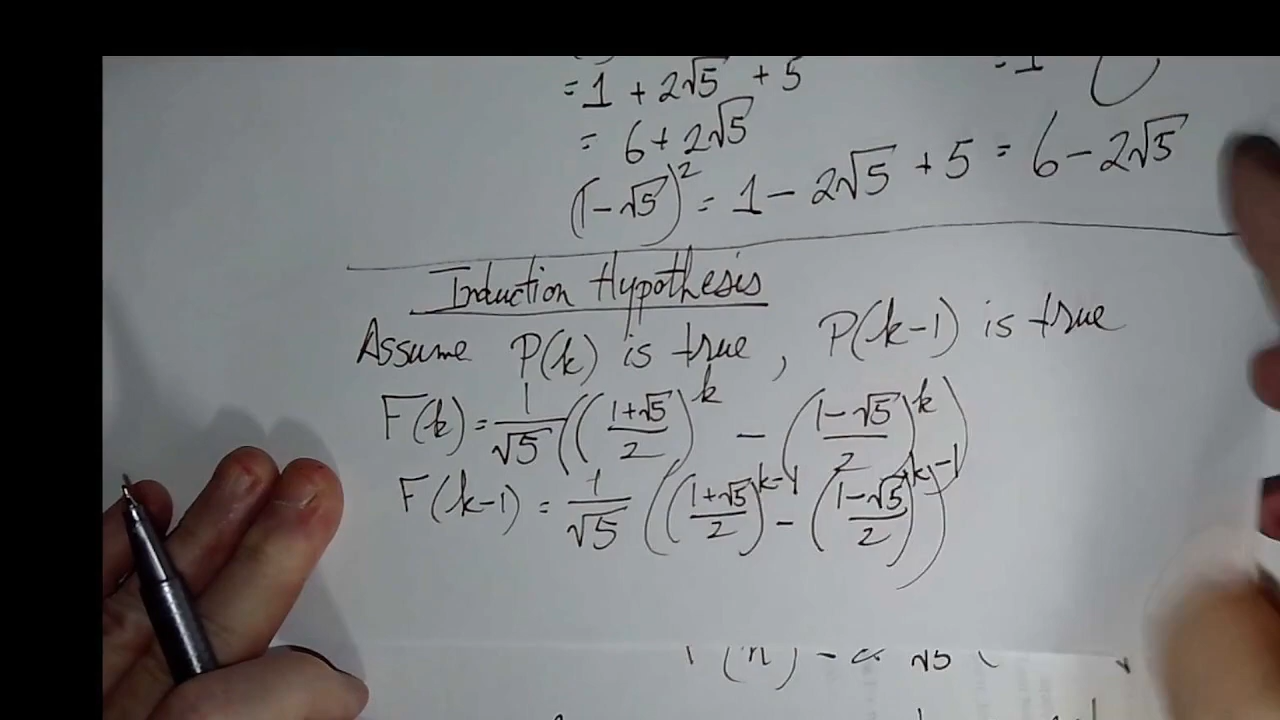 = 1 + 2√5 + 5
= 1
= 6 + 2√5
(1-√5)² = 1 - 2√5 + 5 = 6 - 2√5
Induction Hypothesis
Assume P(k) is true, P(k-1) is true
F(k) = 1/√5 (((1+√5)/2)^k - ((1-√5)/2)^k)
F(k-1) = 1/√5 (((1+√5)/2)^(k-1) - ((1-√5)/2)^(k-1))